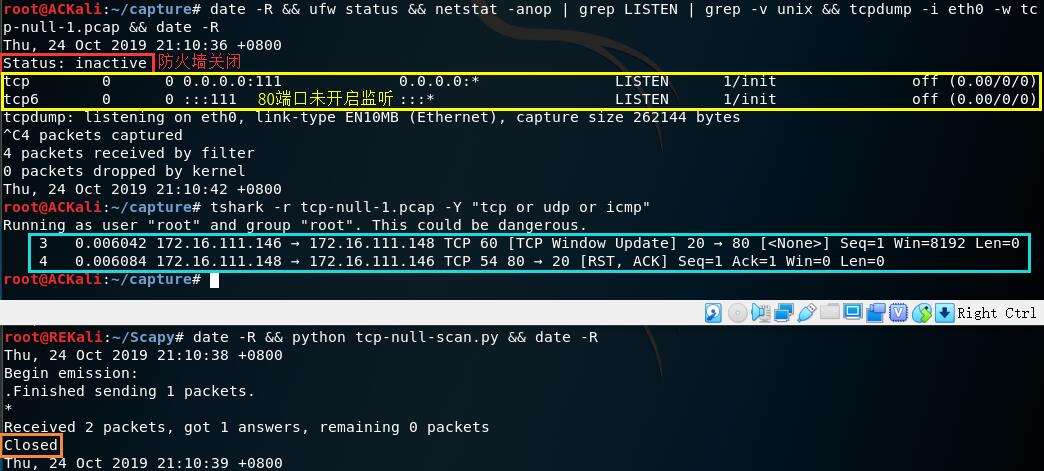 root@ACKali:~/capture# date -R && ufw status && netstat -anop | grep LISTEN | grep -v unix && tcpdump -i eth0 -w tc
p-null-1.pcap && date -R
Thu, 24 Oct 2019 21:10:36 +0800
Status: inactive 防火墙关闭
tcp 0 0 0.0.0.0:111 0.0.0.0:* LISTEN 1/init off (0.00/0/0)
tcp6 0 0 :::111 80端口未开启监听 :::* LISTEN 1/init off (0.00/0/0)
tcpdump: listening on eth0, link-type EN10MB (Ethernet), capture size 262144 bytes
^C4 packets captured
4 packets received by filter
0 packets dropped by kernel
Thu, 24 Oct 2019 21:10:42 +0800
root@ACKali:~/capture# tshark -r tcp-null-1.pcap -Y "tcp or udp or icmp"
Running as user "root" and group "root". This could be dangerous.
3 0.006042 172.16.111.146 → 172.16.111.148 TCP 60 [TCP Window Update] 20 → 80 [<None>] Seq=1 Win=8192 Len=0
4 0.006084 172.16.111.148 → 172.16.111.146 TCP 54 80 → 20 [RST, ACK] Seq=1 Ack=1 Win=0 Len=0
root@ACKali:~/capture#
Right Ctrl
root@REKali:~/Scapy# date -R && python tcp-null-scan.py && date -R
Thu, 24 Oct 2019 21:10:38 +0800
Begin emission:
.Finished sending 1 packets.
*
Received 2 packets, got 1 answers, remaining 0 packets
Closed
Thu, 24 Oct 2019 21:10:39 +0800